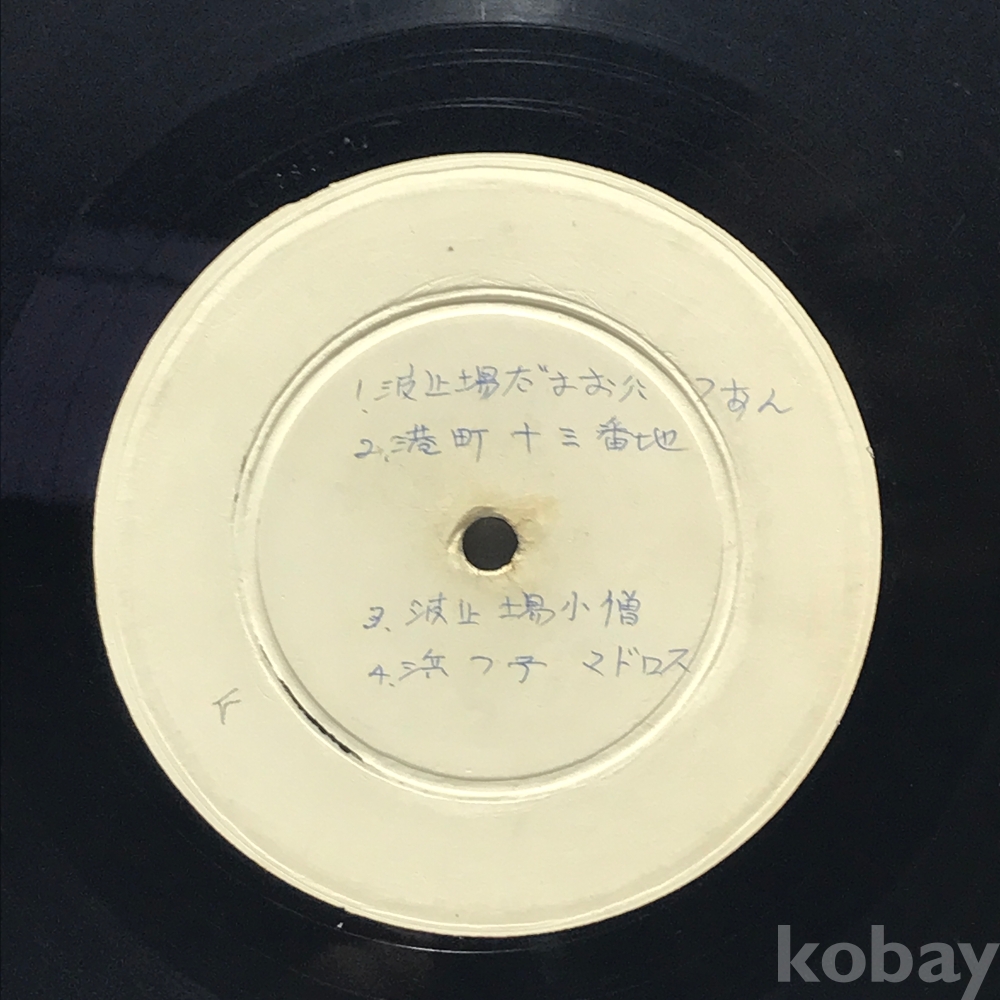 1.波止場だよお父つあん
2.港町十三番地
3.波止場小僧
4.浜っ子マドロス
F
kobay